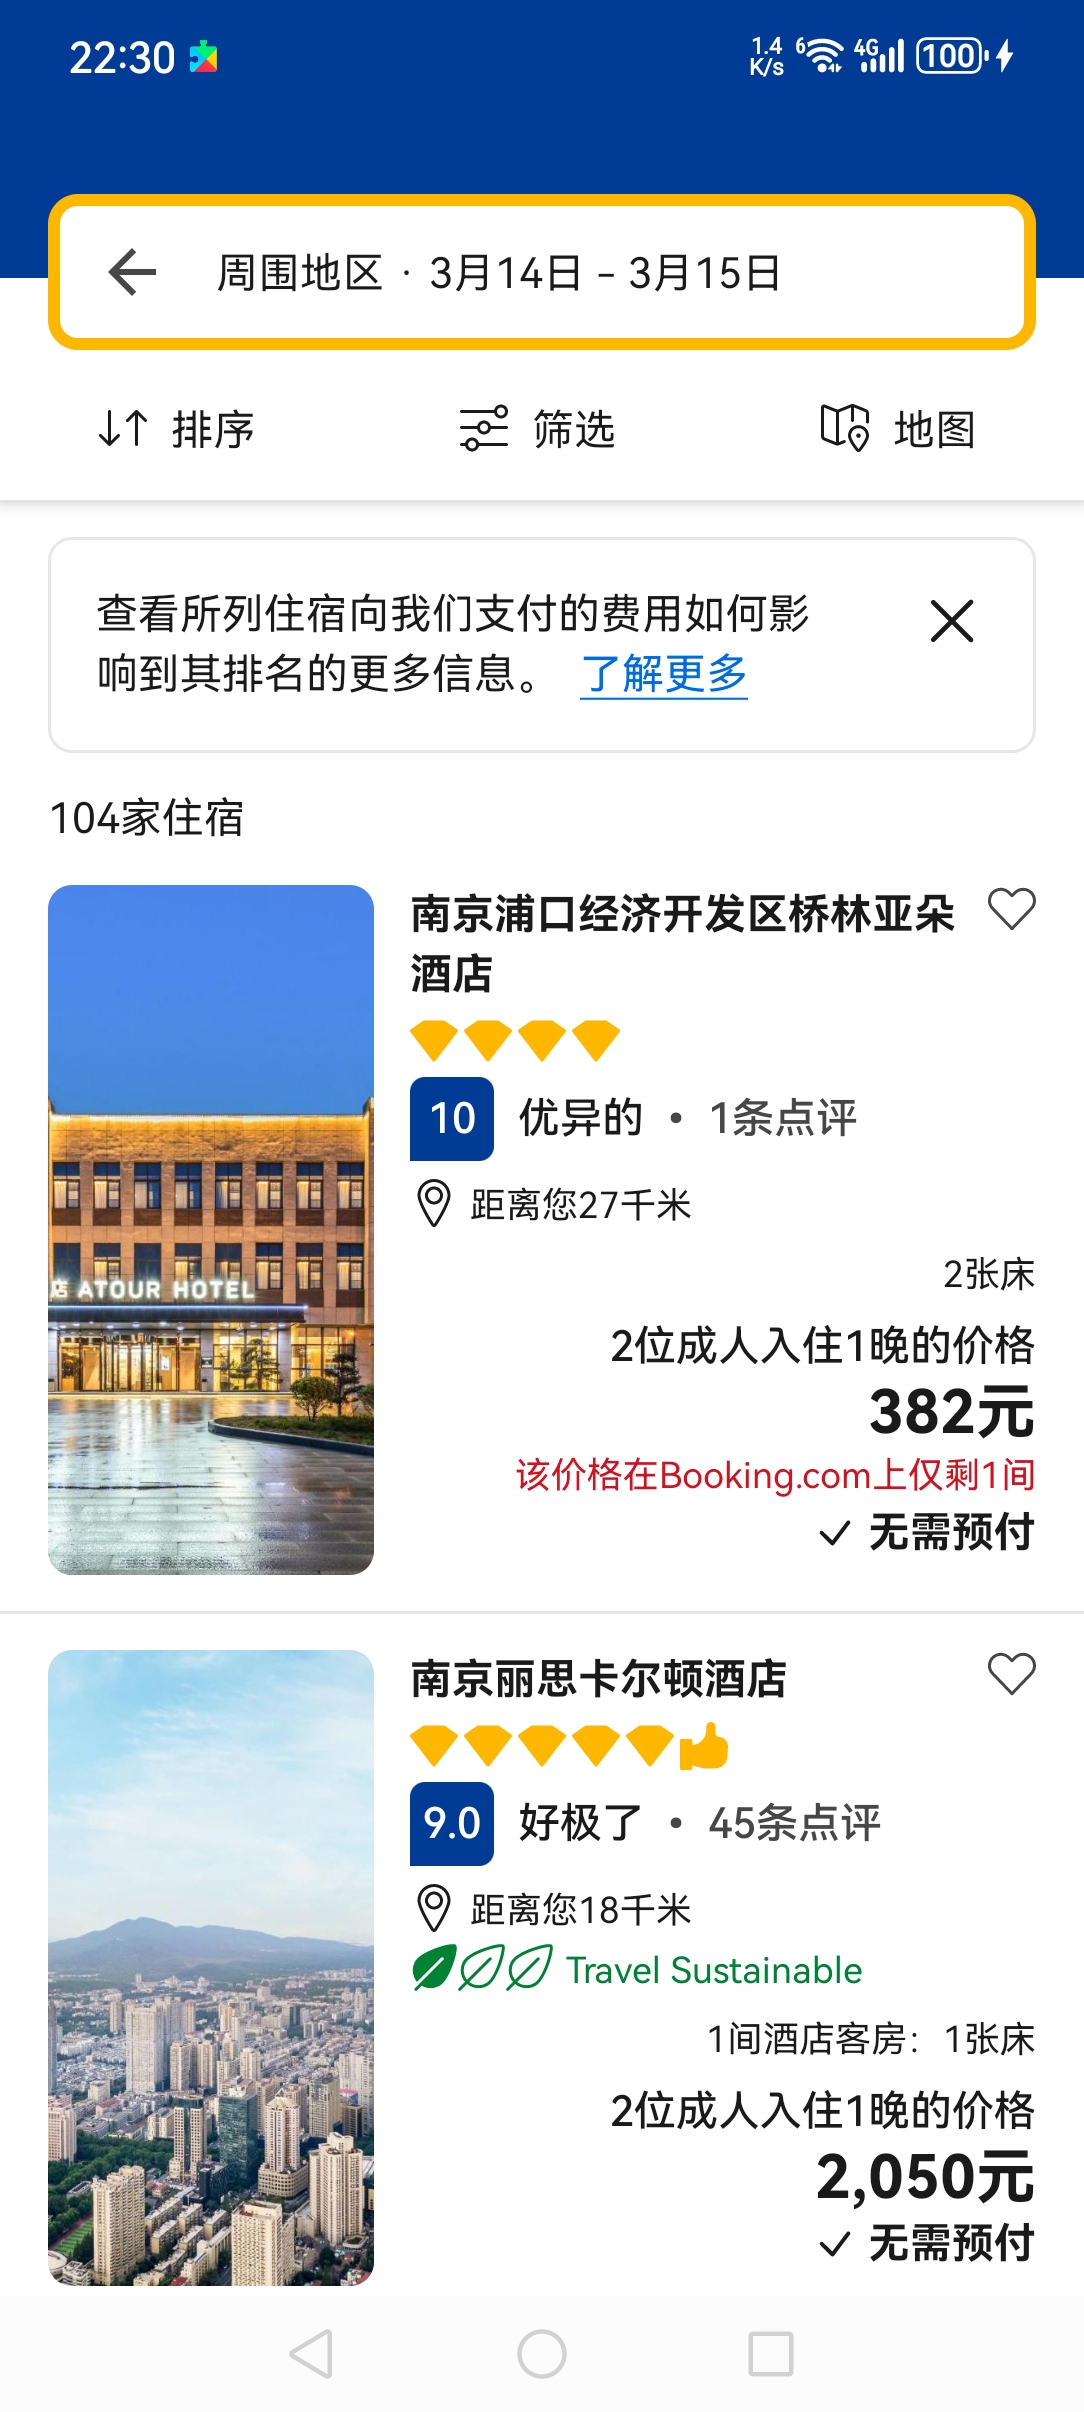 22:30
1.4 K/s 6 4G 100
周围地区 · 3月14日 – 3月15日
排序 筛选 地图
查看所列住宿向我们支付的费用如何影
响到其排名的更多信息。 了解更多
104家住宿
南京浦口经济开发区桥林亚朵
酒店
10 优异的 • 1条点评
距离您27千米
2张床
2位成人入住1晚的价格
382元
该价格在Booking.com上仅剩1间
无需预付
店 ATOUR HOTEL
南京丽思卡尔顿酒店
9.0 好极了 • 45条点评
距离您18千米
Travel Sustainable
1间酒店客房：1张床
2位成人入住1晚的价格
2,050元
无需预付